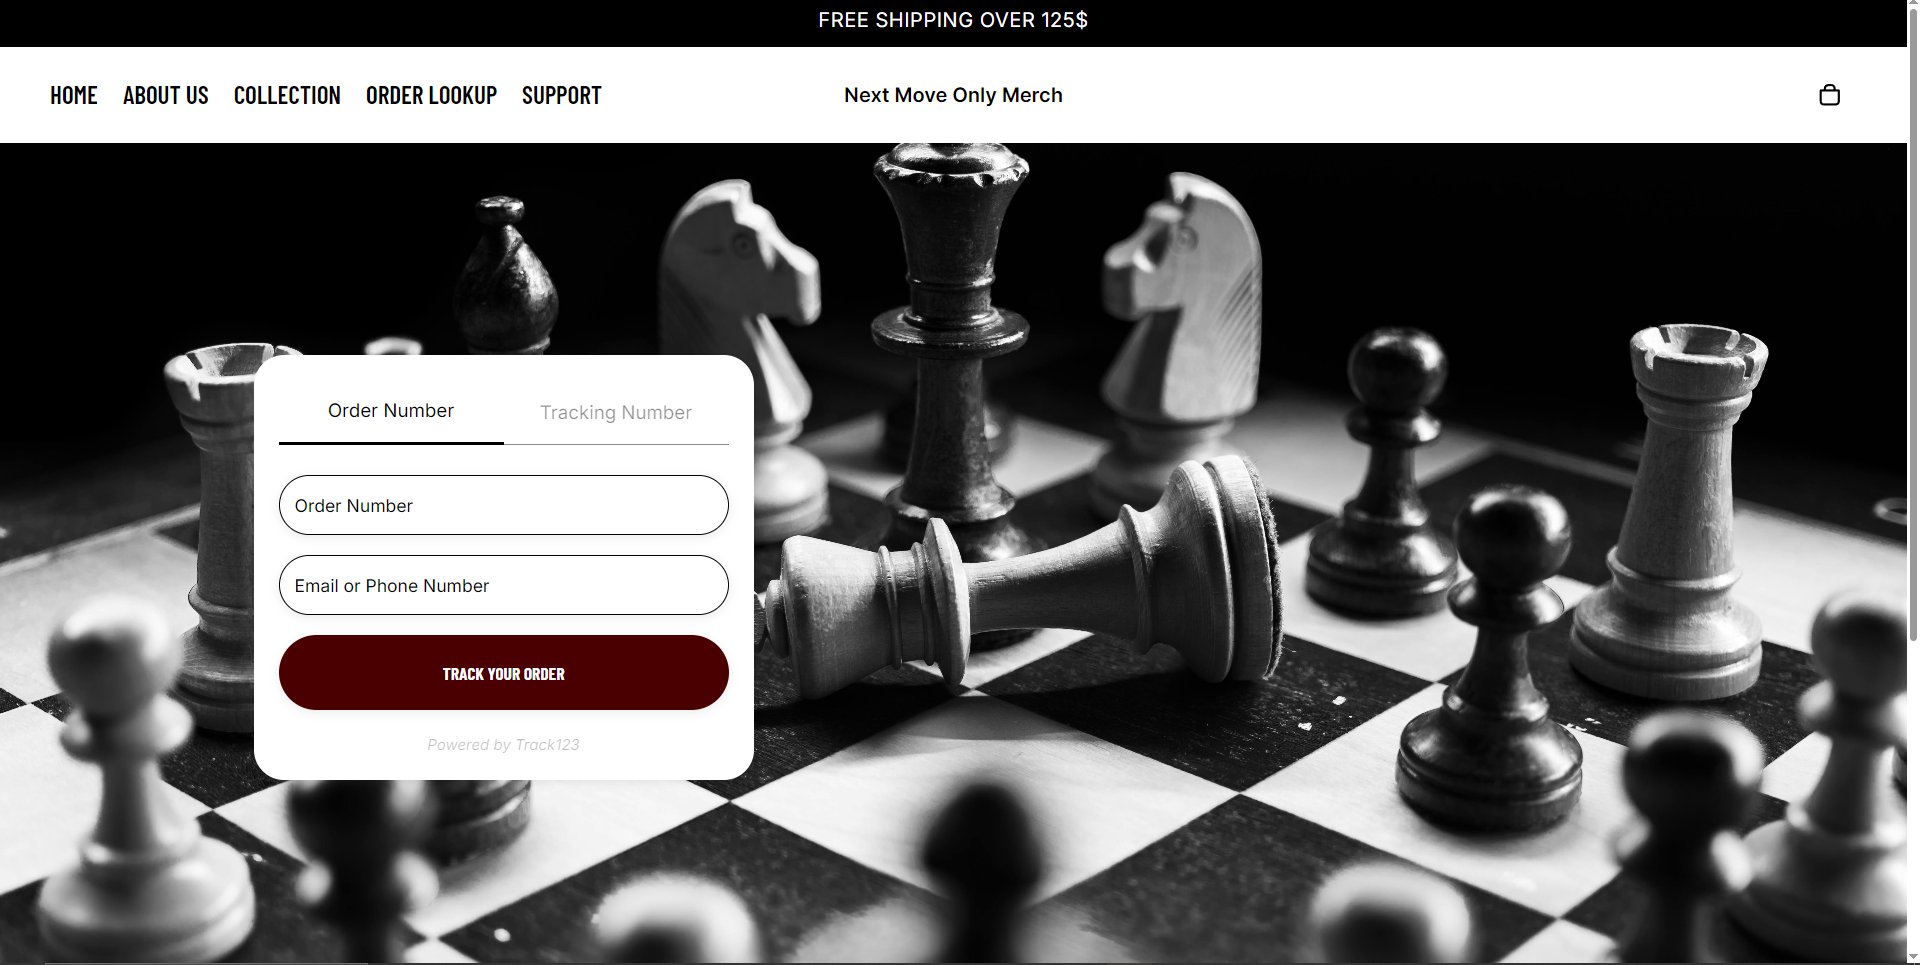 FREE SHIPPING OVER 125$
HOME ABOUT US COLLECTION ORDER LOOKUP SUPPORT
Next Move Only Merch
Order Number
Tracking Number
Order Number
Email or Phone Number
TRACK YOUR ORDER
Powered by Track123